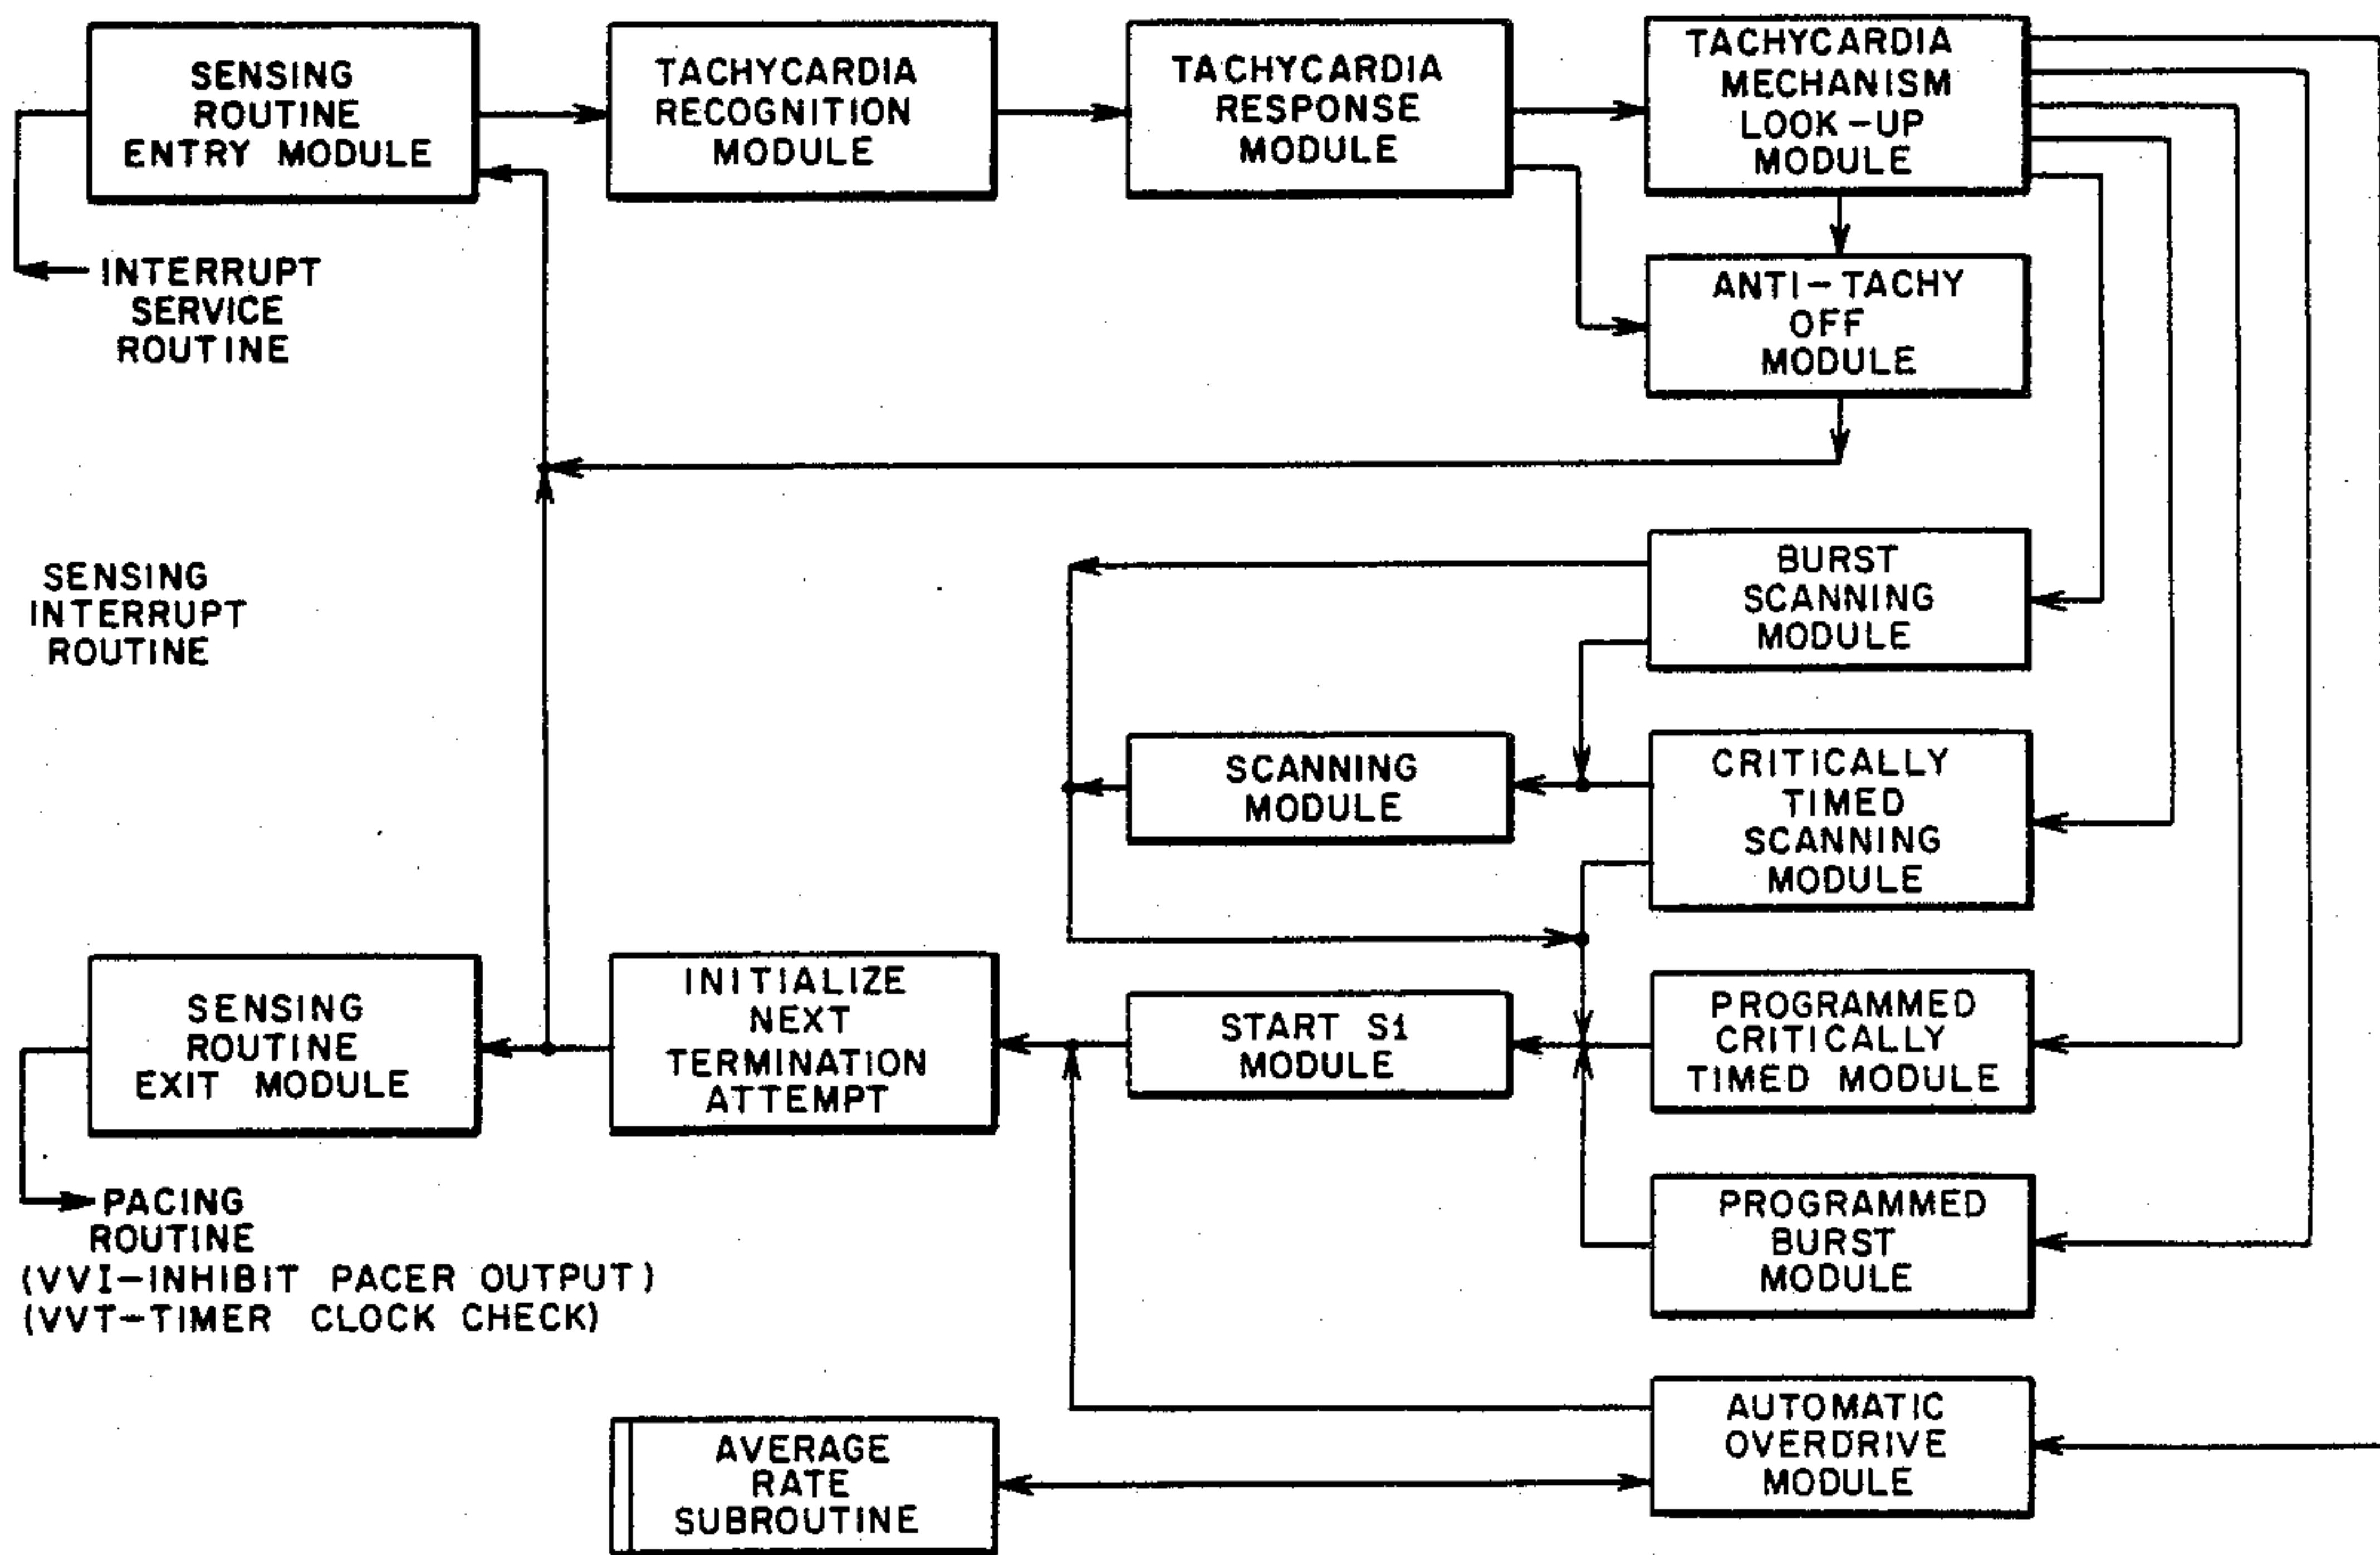 SENSING
ROUTINE
ENTRY MODULE
TACHYCARDIA
RECOGNITION
MODULE
TACHYCARDIA
RESPONSE
MODULE
TACHYCARDIA
MECHANISM
LOOK-UP
MODULE
INTERRUPT
SERVICE
ROUTINE
ANTI-TACHY
OFF
MODULE
SENSING
INTERRUPT
ROUTINE
BURST
SCANNING
MODULE
SCANNING
MODULE
CRITICALLY
TIMED
SCANNING
MODULE
SENSING
ROUTINE
EXIT MODULE
INITIALIZE
NEXT
TERMINATION
ATTEMPT
START S1
MODULE
PROGRAMMED
CRITICALLY
TIMED MODULE
PACING
ROUTINE
(VVI-INHIBIT PACER OUTPUT)
(VVT-TIMER CLOCK CHECK)
PROGRAMMED
BURST
MODULE
AVERAGE
RATE
SUBROUTINE
AUTOMATIC
OVERDRIVE
MODULE